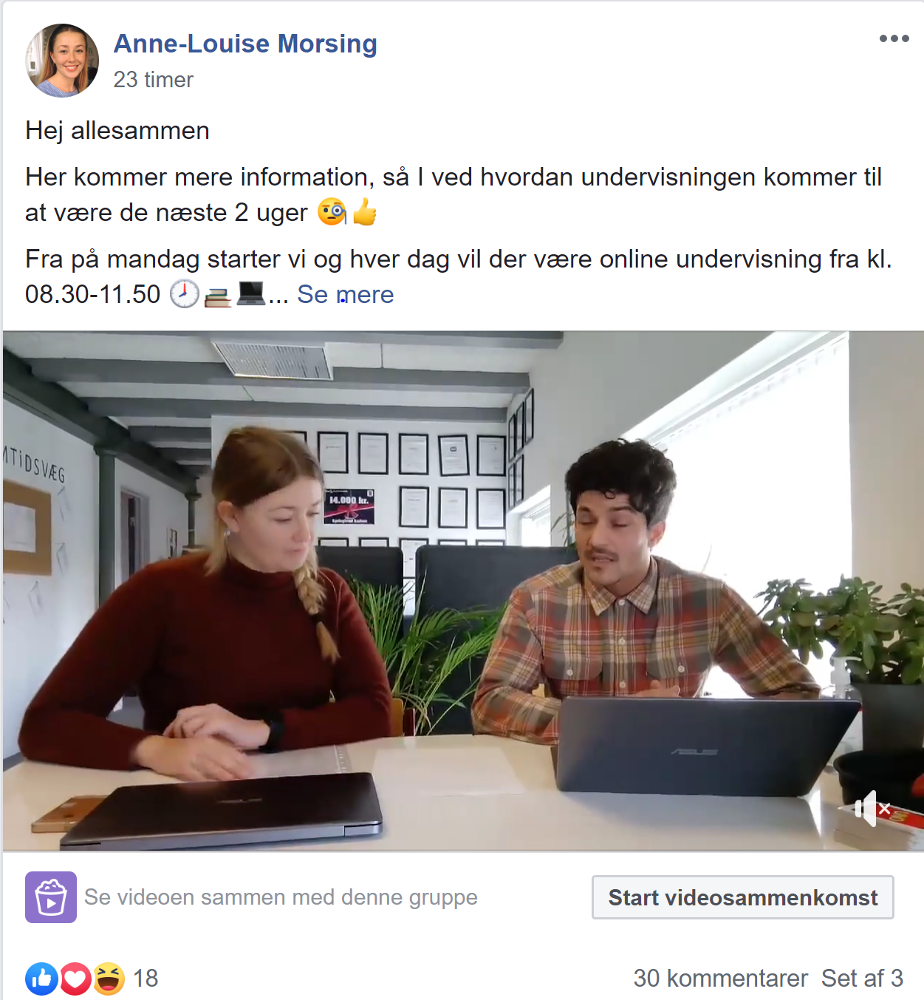 Anne-Louise Morsing
23 timer
Hej allesammen
Her kommer mere information, så I ved hvordan undervisningen kommer til
at være de næste 2 uger 🧐👍
Fra på mandag starter vi og hver dag vil der være online undervisning fra kl.
08.30-11.50 🕗📚💻... Se mere
TiDSVÆG
14.000 kr.
ASUS
Se videoen sammen med denne gruppe
Start videosammenkomst
18
30 kommentarer Set af 3